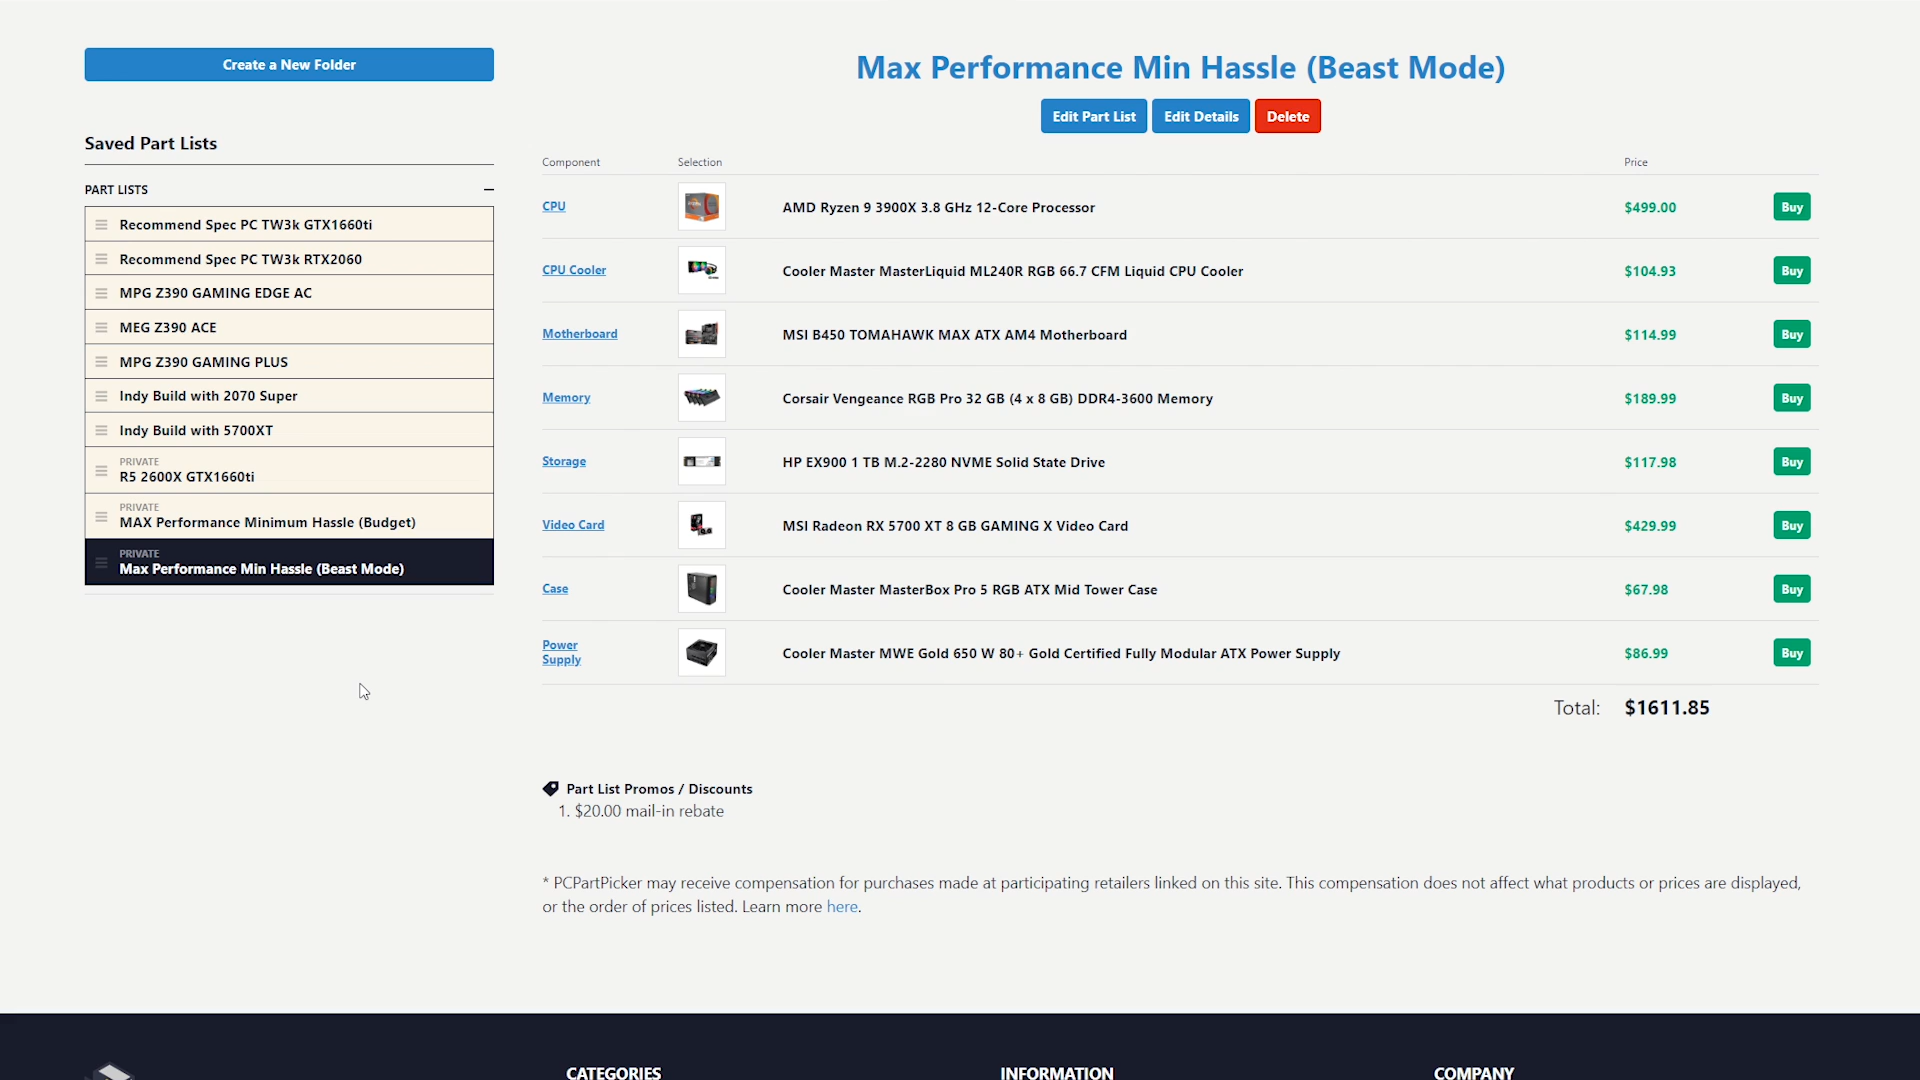 Create a New Folder
Saved Part Lists
PART LISTS
Recommend Spec PC TW3k GTX1660ti
Recommend Spec PC TW3k RTX2060
MPG Z390 GAMING EDGE AC
MEG Z390 ACE
MPG Z390 GAMING PLUS
Indy Build with 2070 Super
Indy Build with 5700XT
PRIVATE
R5 2600X GTX1660ti
PRIVATE
MAX Performance Minimum Hassle (Budget)
PRIVATE
Max Performance Min Hassle (Beast Mode)
Max Performance Min Hassle (Beast Mode)
Edit Part List Edit Details Delete
Component Selection Price
CPU AMD Ryzen 9 3900X 3.8 GHz 12-Core Processor $499.00 Buy
CPU Cooler Cooler Master MasterLiquid ML240R RGB 66.7 CFM Liquid CPU Cooler $104.93 Buy
Motherboard MSI B450 TOMAHAWK MAX ATX AM4 Motherboard $114.99 Buy
Memory Corsair Vengeance RGB Pro 32 GB (4 x 8 GB) DDR4-3600 Memory $189.99 Buy
Storage HP EX900 1 TB M.2-2280 NVME Solid State Drive $117.98 Buy
Video Card MSI Radeon RX 5700 XT 8 GB GAMING X Video Card $429.99 Buy
Case Cooler Master MasterBox Pro 5 RGB ATX Mid Tower Case $67.98 Buy
Power
Supply Cooler Master MWE Gold 650 W 80+ Gold Certified Fully Modular ATX Power Supply $86.99 Buy
Total: $1611.85
Part List Promos / Discounts
1. $20.00 mail-in rebate
* PCPartPicker may receive compensation for purchases made at participating retailers linked on this site. This compensation does not affect what products or prices are displayed,
or the order of prices listed. Learn more here.
CATEGORIES INFORMATION COMPANY